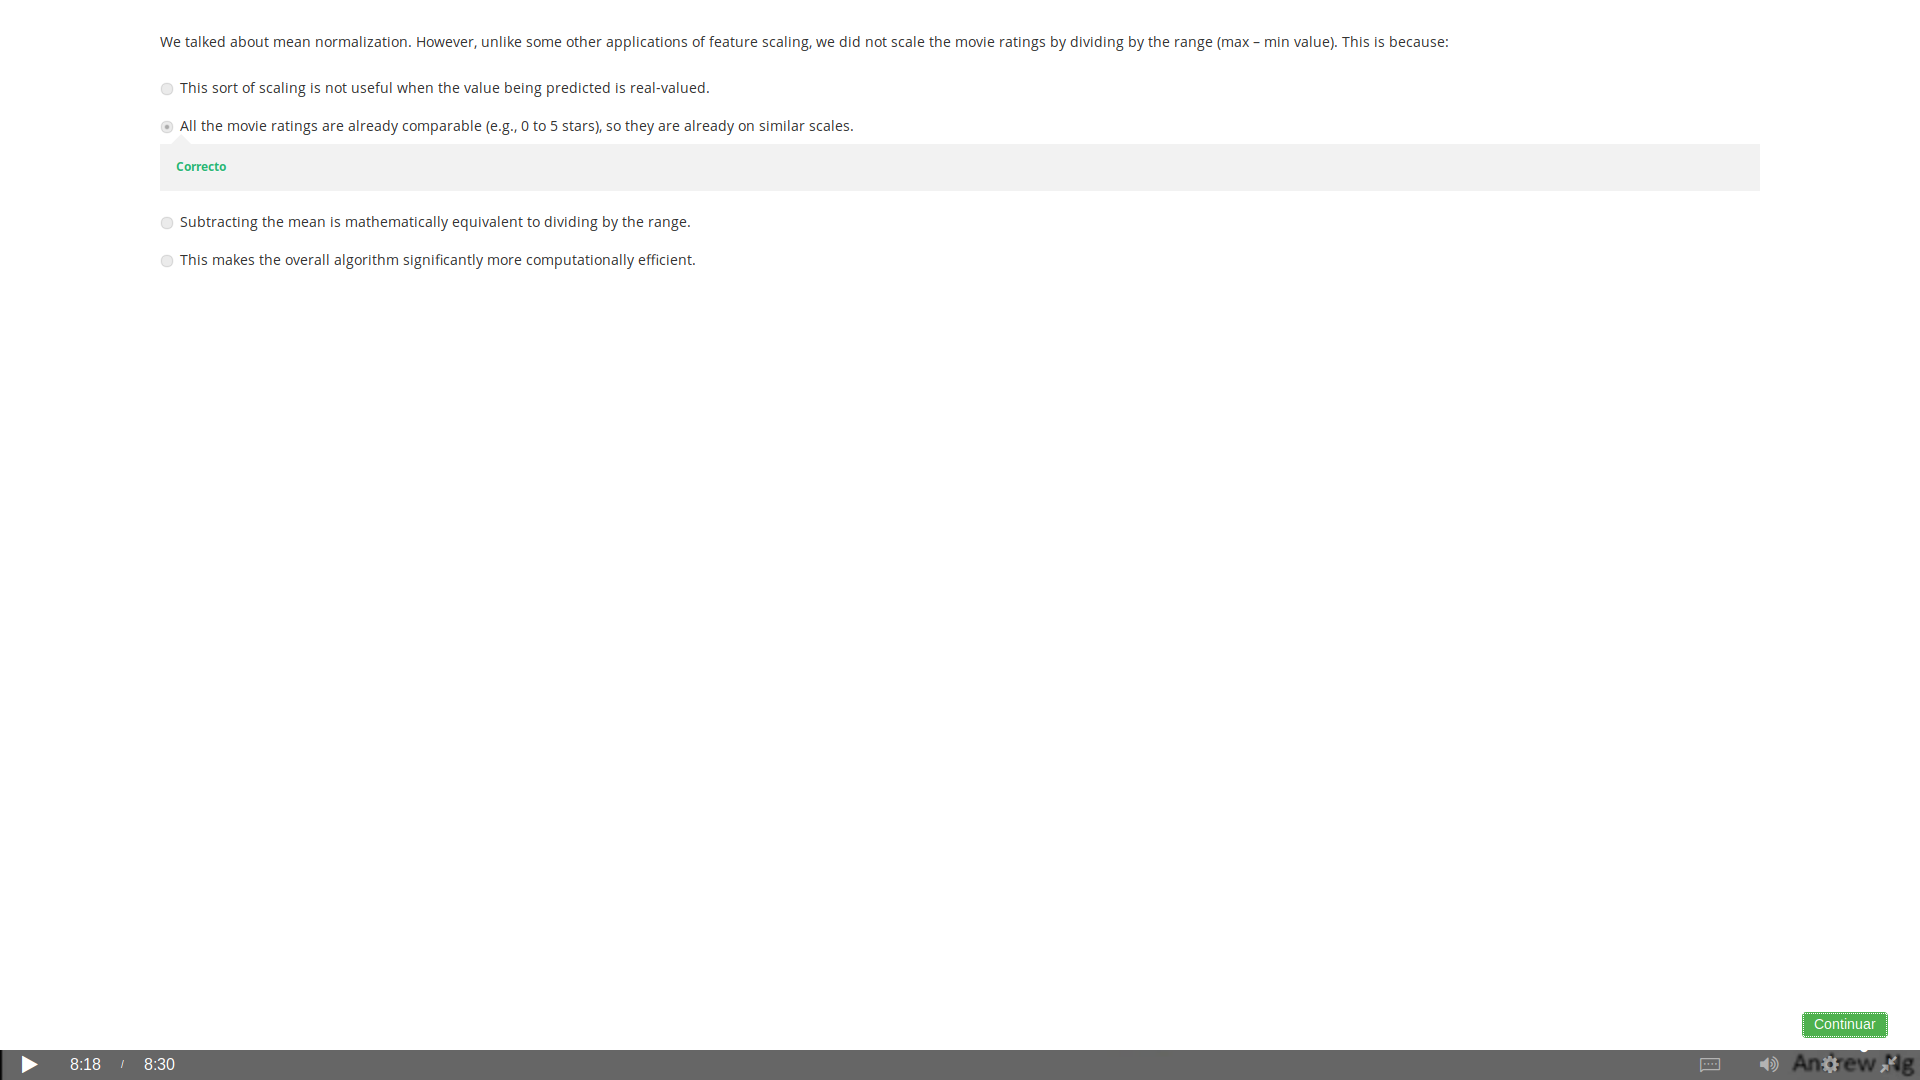 We talked about mean normalization. However, unlike some other applications of feature scaling, we did not scale the movie ratings by dividing by the range (max – min value). This is because:
This sort of scaling is not useful when the value being predicted is real-valued.
All the movie ratings are already comparable (e.g., 0 to 5 stars), so they are already on similar scales.
Correcto
Subtracting the mean is mathematically equivalent to dividing by the range.
This makes the overall algorithm significantly more computationally efficient.
Continuar
8:18 / 8:30
Andrew Ng